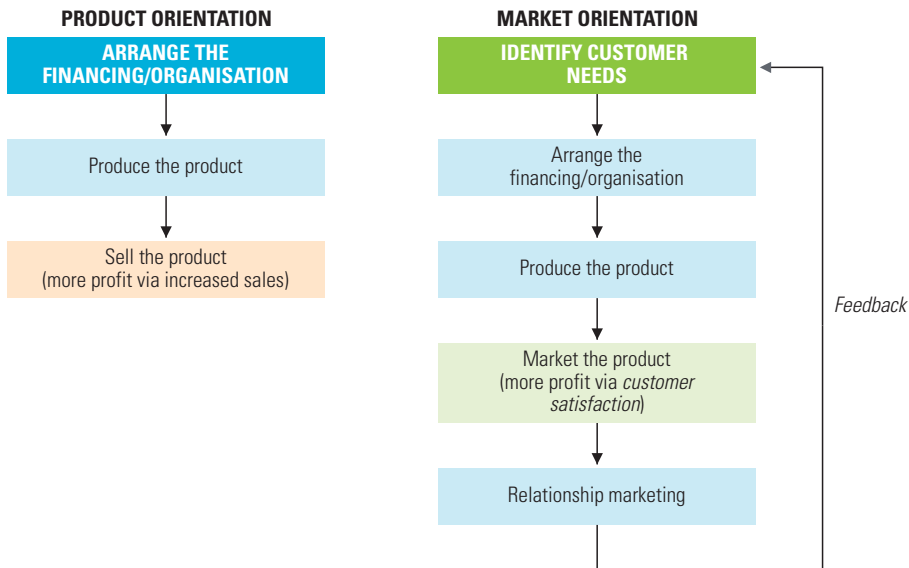 PRODUCT ORIENTATION
ARRANGE THE
FINANCING/ORGANISATION
Produce the product
Sell the product
(more profit via increased sales)
MARKET ORIENTATION
IDENTIFY CUSTOMER
NEEDS
Arrange the
financing/organisation
Produce the product
Market the product
(more profit via customer
satisfaction)
Relationship marketing
Feedback